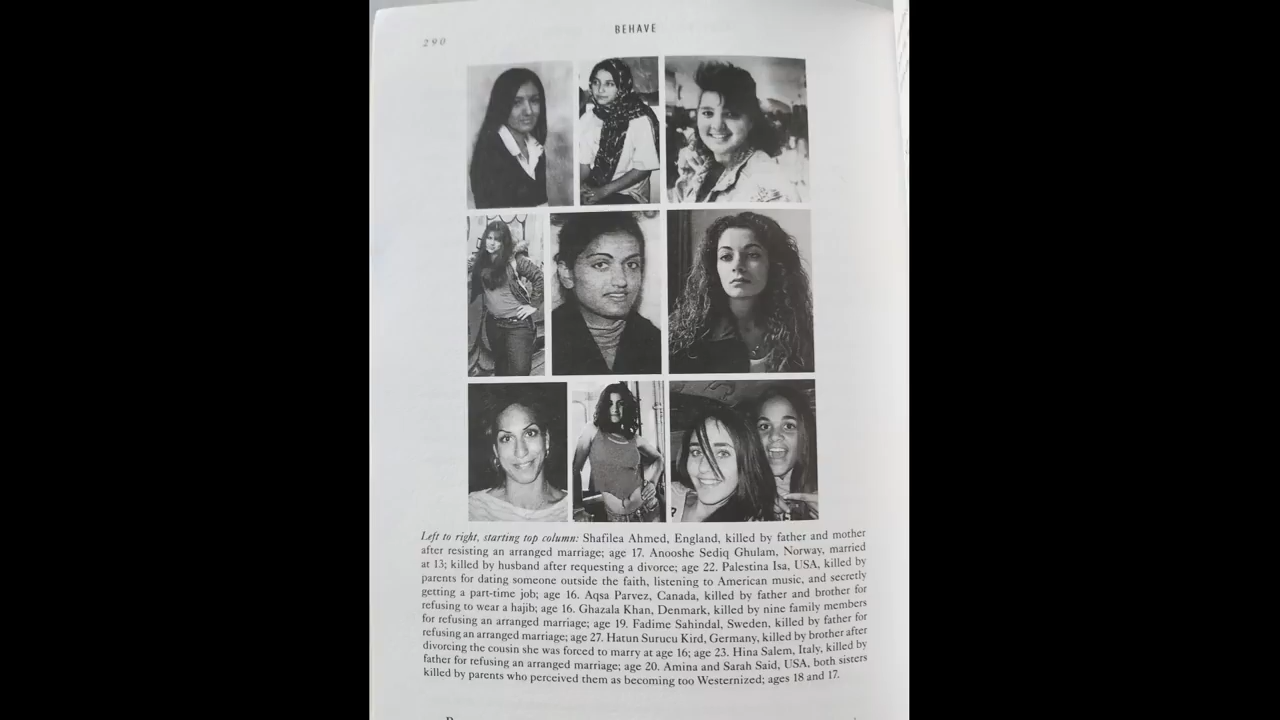 BEHAVE
290
Left to right, starting top column: Shafilea Ahmed, England, killed by father and mother
after resisting an arranged marriage; age 17. Anooshe Sediq Ghulam, Norway, married
at 13; killed by husband after requesting a divorce; age 22. Palestina Isa, USA, killed by
parents for dating someone outside the faith, listening to American music, and secretly
getting a part-time job; age 16. Aqsa Parvez, Canada, killed by father and brother for
refusing to wear a hajib; age 16. Ghazala Khan, Denmark, killed by nine family members
for refusing an arranged marriage; age 19. Fadime Sahindal, Sweden, killed by father for
refusing an arranged marriage; age 27. Hatun Surucu Kird, Germany, killed by brother after
divorcing the cousin she was forced to marry at age 16; age 23. Hina Salem, Italy, killed by
father for refusing an arranged marriage; age 20. Amina and Sarah Said, USA, both sisters
killed by parents who perceived them as becoming too Westernized; ages 18 and 17.